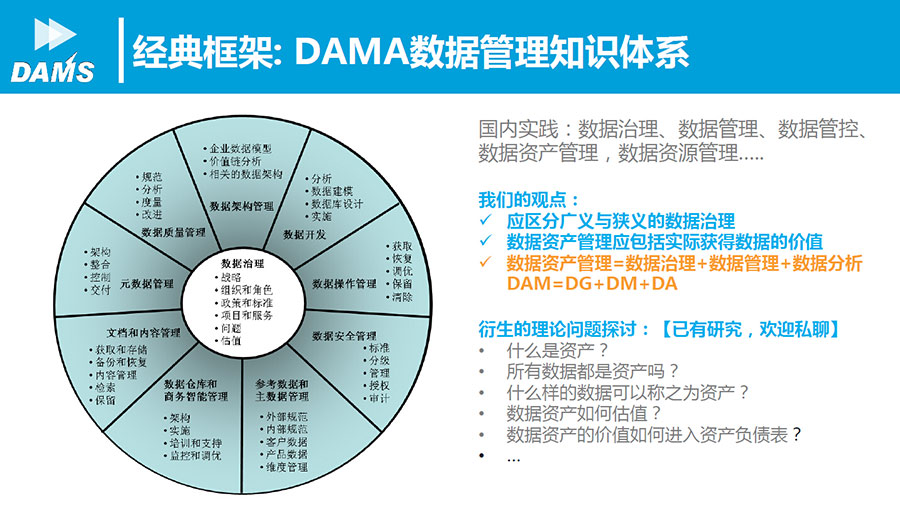 DAMS
经典框架: DAMA数据管理知识体系
• 企业数据模型
• 价值链分析
• 相关的数据架构
数据架构管理
• 分析
• 数据建模
• 数据库设计
• 实施
数据开发
• 获取
• 恢复
• 调优
• 保留
• 清除
数据操作管理
数据安全管理
• 标准
• 分级
• 管理
• 授权
• 审计
参考数据和
主数据管理
• 外部规范
• 内部规范
• 客户数据
• 产品数据
• 维度管理
数据仓库和
商务智能管理
• 架构
• 实施
• 培训和支持
• 监控和调优
文档和内容管理
• 获取和存储
• 备份和恢复
• 内容管理
• 检索
• 保留
• 架构
• 整合
• 控制
• 交付
元数据管理
• 规范
• 分析
• 度量
• 改进
数据质量管理
数据治理
• 战略
• 组织和角色
• 政策和标准
• 项目和服务
• 问题
• 估值
国内实践：数据治理、数据管理、数据管控、
数据资产管理，数据资源管理…..
我们的观点：
✓ 应区分广义与狭义的数据治理
✓ 数据资产管理应包括实际获得数据的价值
✓ 数据资产管理=数据治理+数据管理+数据分析
DAM=DG+DM+DA
衍生的理论问题探讨：【已有研究，欢迎私聊】
• 什么是资产？
• 所有数据都是资产吗？
• 什么样的数据可以称之为资产？
• 数据资产如何估值？
• 数据资产的价值如何进入资产负债表？
• ...